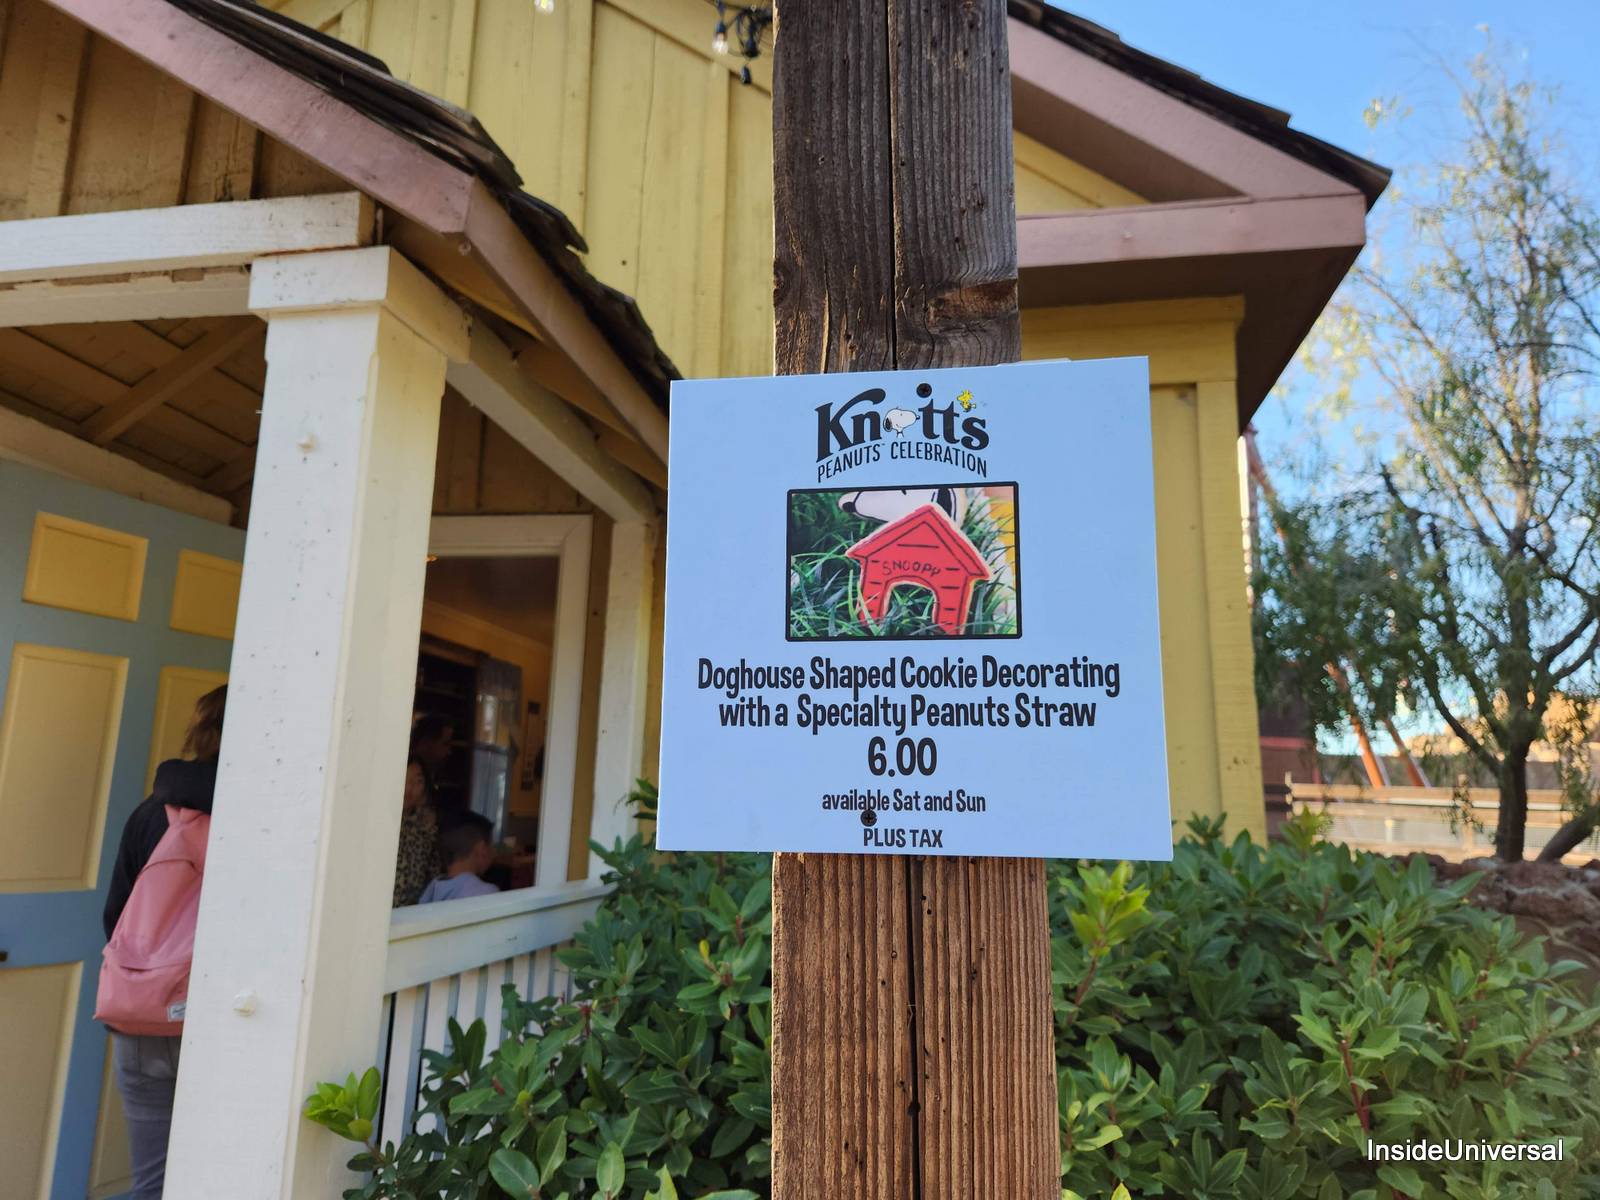 Knott's
PEANUTS™ CELEBRATION
SNOOPY
Doghouse Shaped Cookie Decorating
with a Specialty Peanuts Straw
6.00
available Sat and Sun
PLUS TAX
InsideUniversal